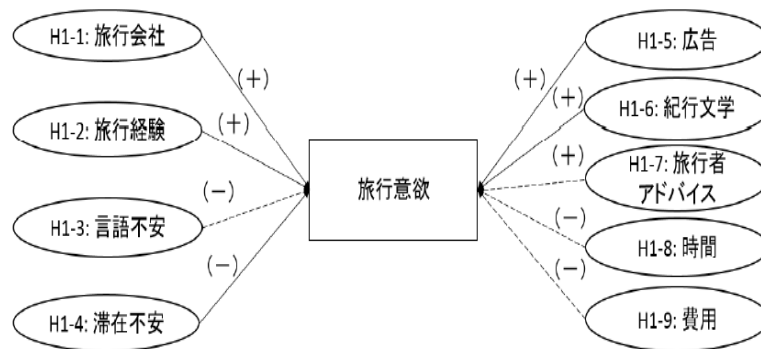 H1-1: 旅行会社
(+)
H1-2: 旅行経験
(+)
H1-3: 言語不安
(−)
H1-4: 滞在不安
(−)
旅行意欲
H1-5: 広告
(+)
H1-6: 紀行文学
(+)
H1-7: 旅行者
アドバイス
(+)
H1-8: 時間
(−)
H1-9: 費用
(−)